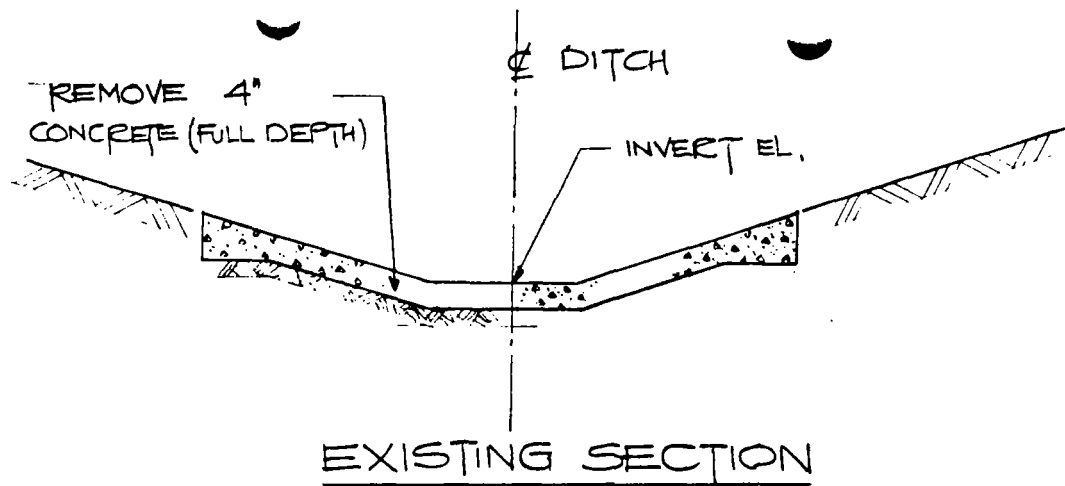 ℄ DITCH
REMOVE 4"
CONCRETE (FULL DEPTH)
INVERT EL.
EXISTING SECTION